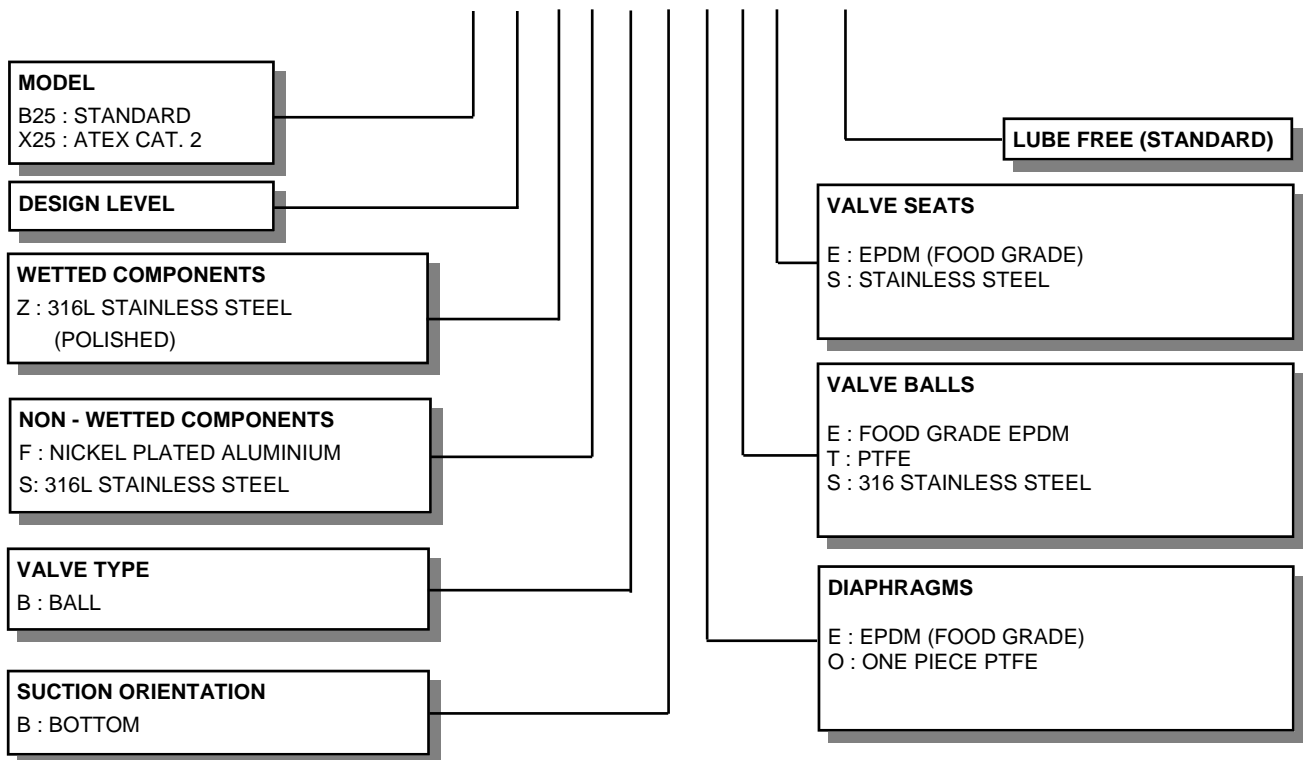 MODEL
B25 : STANDARD
X25 : ATEX CAT. 2
DESIGN LEVEL
WETTED COMPONENTS
Z : 316L STAINLESS STEEL
(POLISHED)
NON - WETTED COMPONENTS
F : NICKEL PLATED ALUMINIUM
S: 316L STAINLESS STEEL
VALVE TYPE
B : BALL
SUCTION ORIENTATION
B : BOTTOM
LUBE FREE (STANDARD)
VALVE SEATS
E : EPDM (FOOD GRADE)
S : STAINLESS STEEL
VALVE BALLS
E : FOOD GRADE EPDM
T : PTFE
S : 316 STAINLESS STEEL
DIAPHRAGMS
E : EPDM (FOOD GRADE)
O : ONE PIECE PTFE